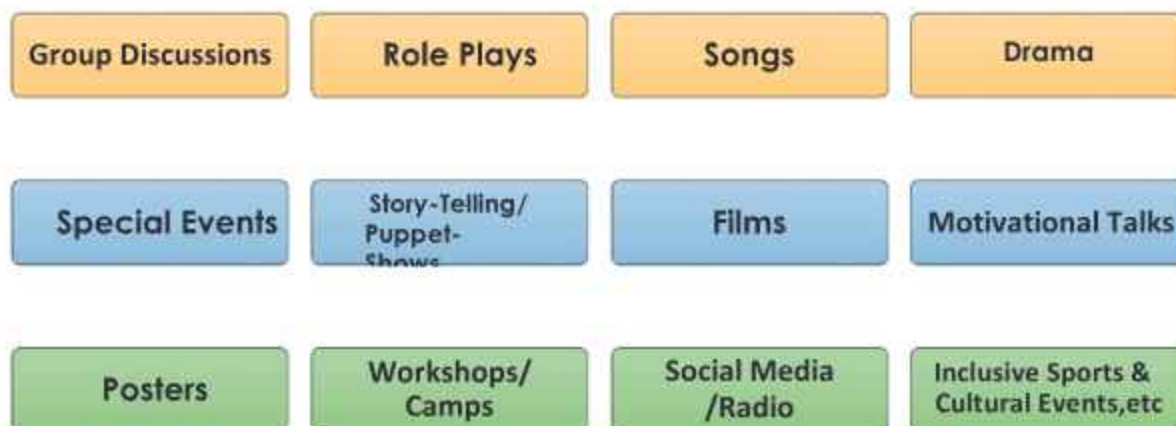 Group Discussions
Role Plays
Songs
Drama
Special Events
Story-Telling/
Puppet-
Shows
Films
Motivational Talks
Posters
Workshops/
Camps
Social Media
/Radio
Inclusive Sports &
Cultural Events,etc